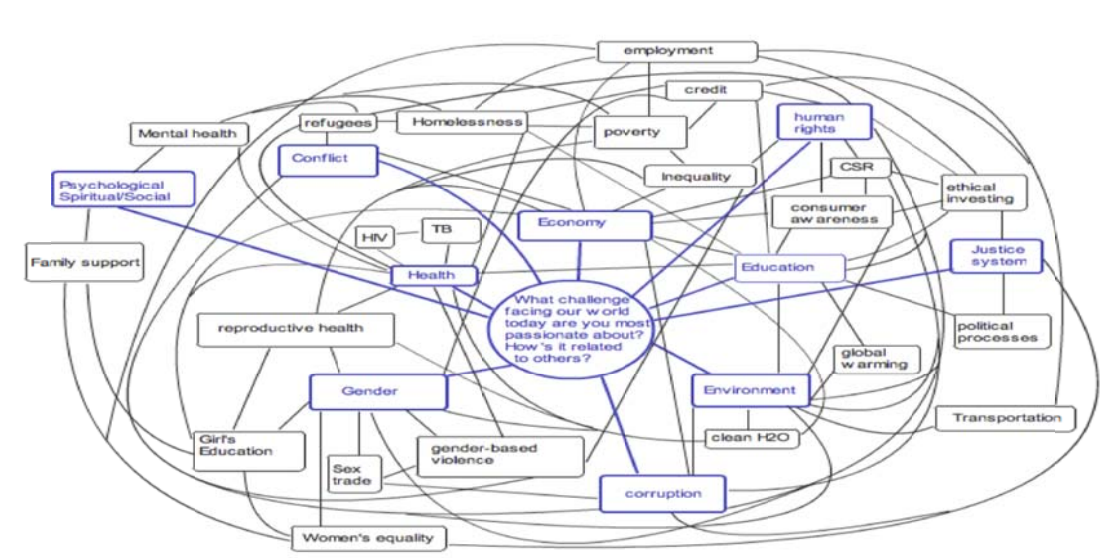 employment
credit
human
rights
refugees
Homelessness
Mental health
poverty
Conflict
CSR
Inequality
Psychological
Spiritual/Social
ethical
investing
consumer
awareness
Economy
HIV
TB
Justice
system
Family support
Health
Education
What challenge
facing our world
today are you most
passionate about?
How's it related
to others?
reproductive health
political
processes
global
warming
Gender
Environment
Transportation
Girl's
Education
clean H2O
gender-based
violence
Sex
trade
corruption
Women's equality